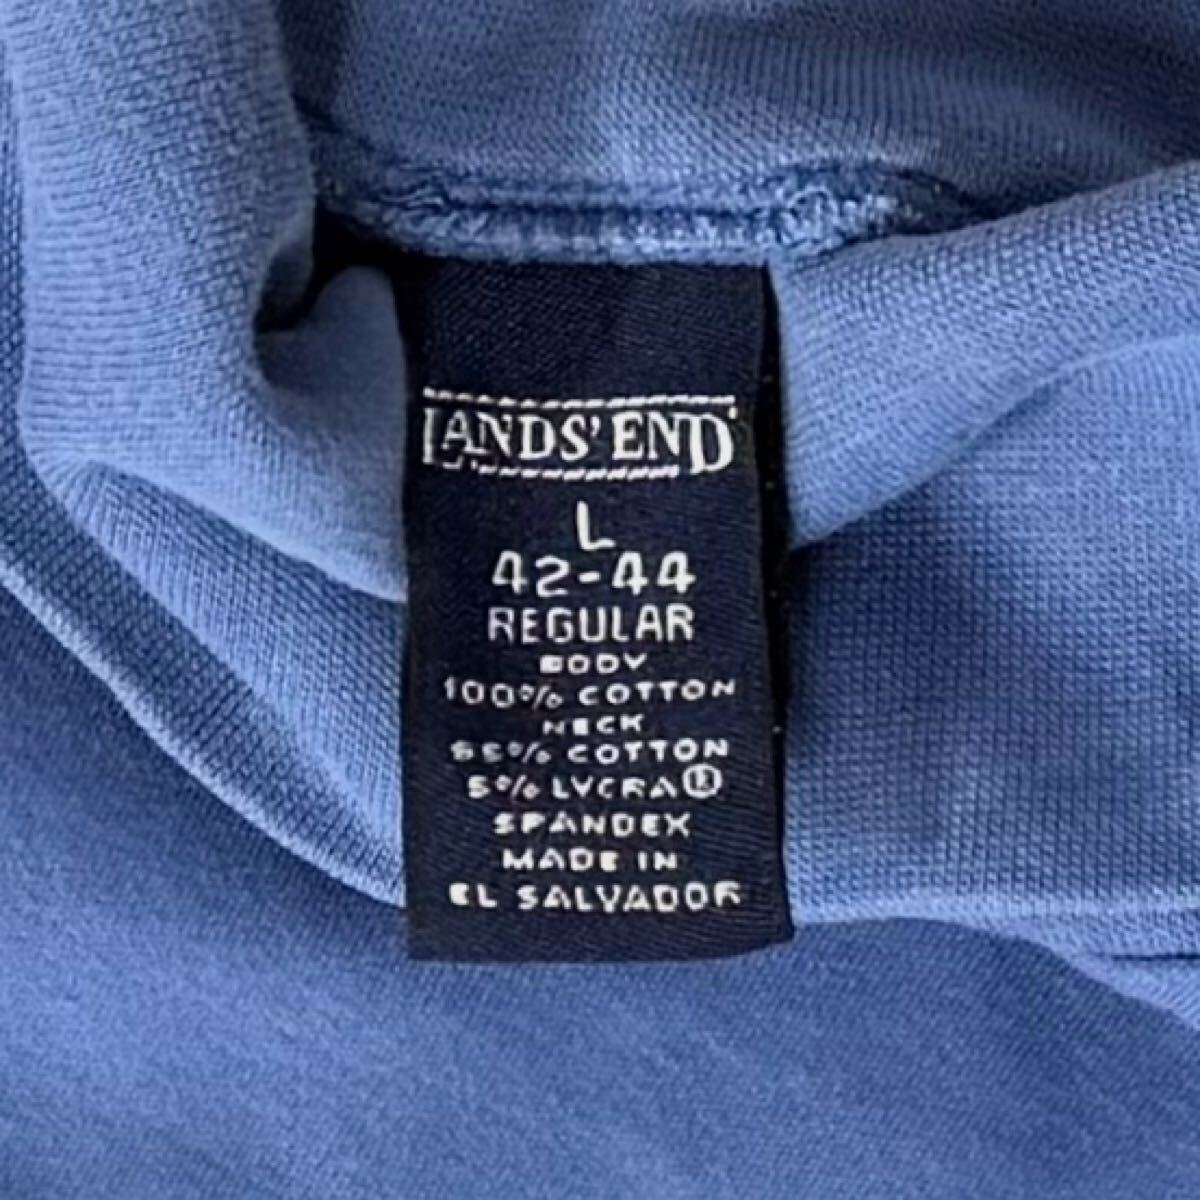 LANDS' END
L
42-44
REGULAR
BODY
100% COTTON
NECK
95% COTTON
5% LYCRA®
SPANDEX
MADE IN
EL SALVADOR